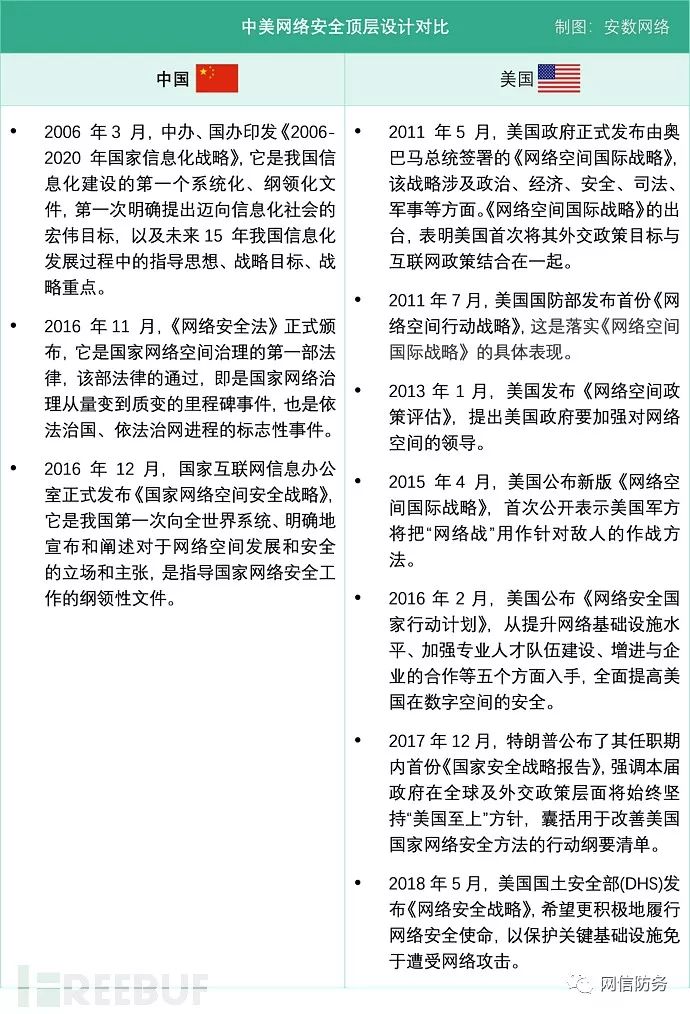 中美网络安全顶层设计对比
制图：安数网络
中国
美国
• 2006 年 3 月，中办、国办印发《2006-
2020 年国家信息化战略》，它是我国信
息化建设的第一个系统化、纲领化文
件，第一次明确提出迈向信息化社会的
宏伟目标，以及未来 15 年我国信息化
发展过程中的指导思想、战略目标、战
略重点。
• 2016 年 11 月，《网络安全法》正式颁
布，它是国家网络空间治理的第一部法
律，该部法律的通过，即是国家网络治
理从量变到质变的里程碑事件，也是依
法治国、依法治网进程的标志性事件。
• 2016 年 12 月，国家互联网信息办公
室正式发布《国家网络空间安全战略》，
它是我国第一次向全世界系统、明确地
宣布和阐述对于网络空间发展和安全
的立场和主张，是指导国家网络安全工
作的纲领性文件。
• 2011 年 5 月，美国政府正式发布由奥
巴马总统签署的《网络空间国际战略》，
该战略涉及政治、经济、安全、司法、
军事等方面。《网络空间国际战略》的出
台，表明美国首次将其外交政策目标与
互联网政策结合在一起。
• 2011 年 7 月，美国国防部发布首份《网
络空间行动战略》，这是落实《网络空间
国际战略》的具体表现。
• 2013 年 1 月，美国发布《网络空间政
策评估》，提出美国政府要加强对网络
空间的领导。
• 2015 年 4 月，美国公布新版《网络空
间国际战略》，首次公开表示美国军方
将把“网络战”用作针对敌人的作战方
法。
• 2016 年 2 月，美国公布《网络安全国
家行动计划》，从提升网络基础设施水
平、加强专业人才队伍建设、增进与企
业的合作等五个方面入手，全面提高美
国在数字空间的安全。
• 2017 年 12 月，特朗普公布了其任职期
内首份《国家安全战略报告》，强调本届
政府在全球及外交政策层面将始终坚
持“美国至上”方针，囊括用于改善美国
国家网络安全方法的行动纲要清单。
• 2018 年 5 月，美国国土安全部(DHS)发
布《网络安全战略》，希望更积极地履行
网络安全使命，以保护关键基础设施免
于遭受网络攻击。
FREEBUF
网信防务